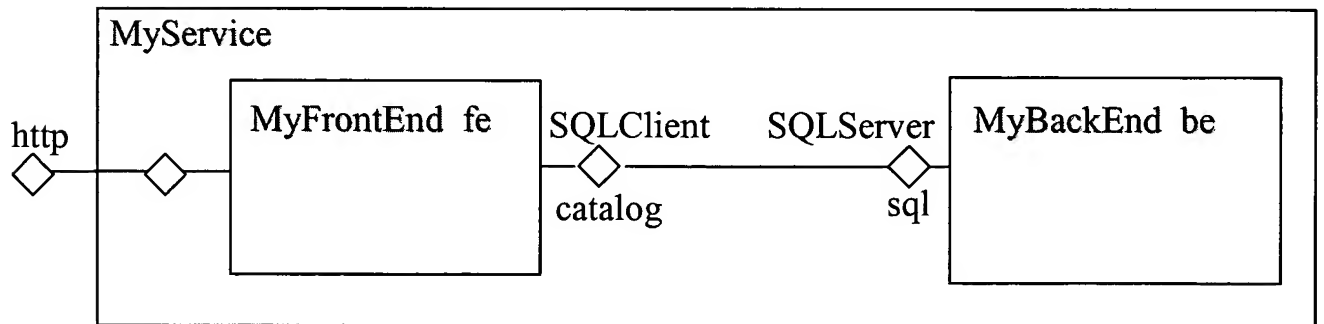 MyService
http
MyFrontEnd fe
SQLClient
catalog
SQLServer
sql
MyBackEnd be